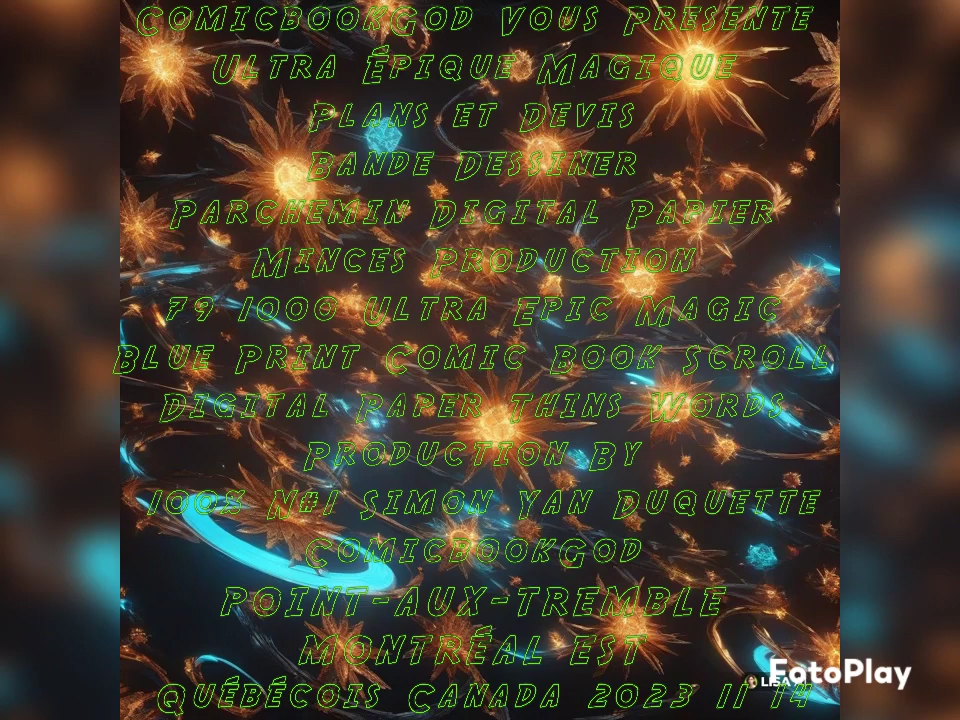 ComicbookGod Vous Presente
Ultra Épique Magique
Plans et Devis
Bande Dessiner
Parchemin Digital Papier
Minces Production
79 1000 Ultra Epic Magic
Blue Print Comic Book Scroll
Digital Paper Thins Words
Production By
100% N#1 Simon Yan Duquette
ComicbookGod
POINT-AUX-TREMBLE
MONTRÉAL EST
Québécois Canada 2023 11 14
LISA
FotoPlay